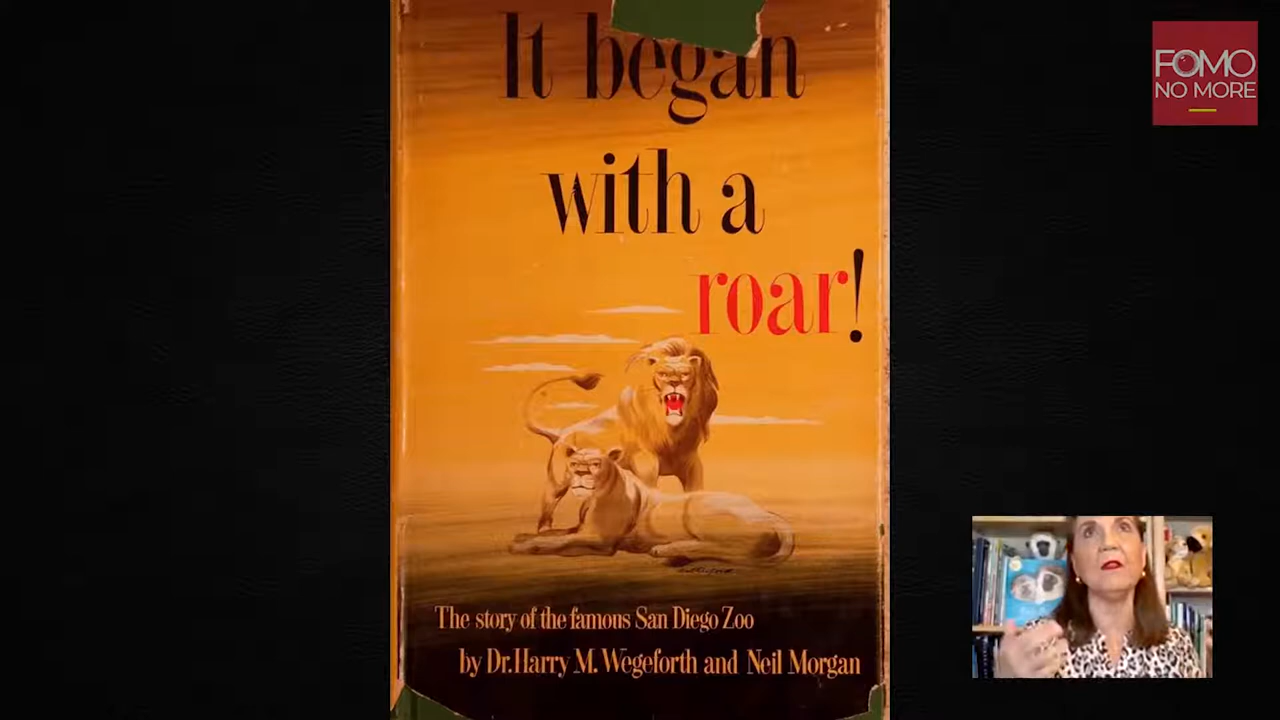 It began
with a
roar!
The story of the famous San Diego Zoo
by Dr. Harry M. Wegeforth and Neil Morgan
FOMO
NO MORE